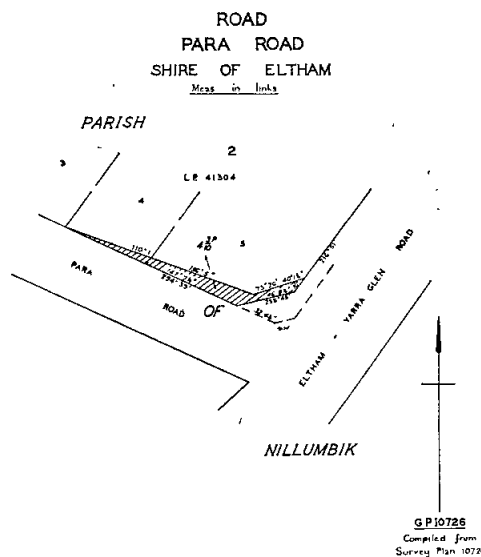 ROAD
PARA ROAD
SHIRE OF ELTHAM
Meas in links
PARISH
2
3
L.P. 41304
4
5
PARA
ROAD
OF
ELTHAM - YARRA GLEN ROAD
NILLUMBIK
G P 10726
Compiled from
Survey Plan 1072